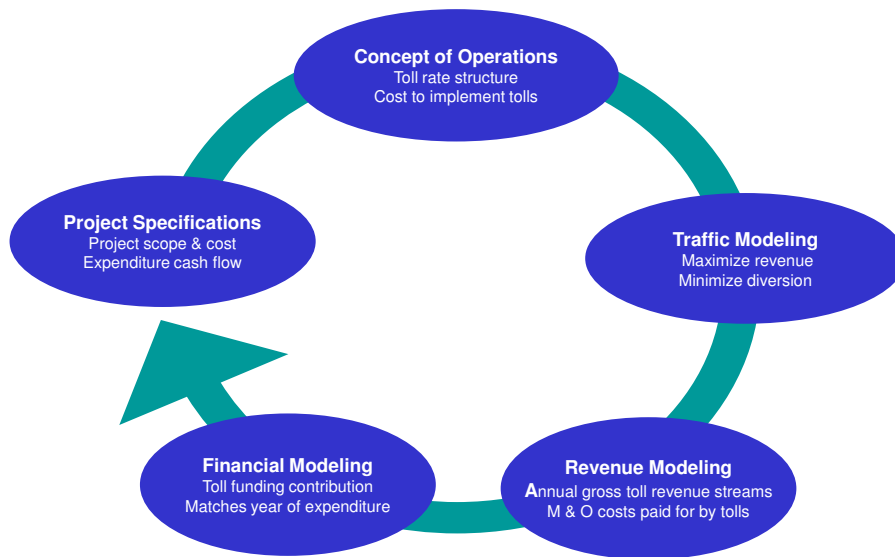 Concept of Operations
Toll rate structure
Cost to implement tolls
Project Specifications
Project scope & cost
Expenditure cash flow
Traffic Modeling
Maximize revenue
Minimize diversion
Financial Modeling
Toll funding contribution
Matches year of expenditure
Revenue Modeling
Annual gross toll revenue streams
M & O costs paid for by tolls